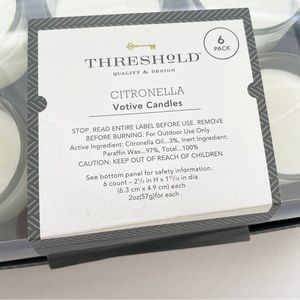 6
PACK
THRESHOLD
QUALITY & DESIGN
CITRONELLA
Votive Candles
STOP. READ ENTIRE LABEL BEFORE USE. REMOVE
BEFORE BURNING. For Outdoor Use Only.
Active Ingredient: Citronella Oil...3%, Inert Ingredient:
Paraffin Wax...97%, Total...100%
CAUTION: KEEP OUT OF REACH OF CHILDREN
See bottom panel for safety information.
6 count – 2½ in H x 1¹⁵⁄₁₆ in dia
(6.3 cm x 4.9 cm) each
2oz(57g)for each